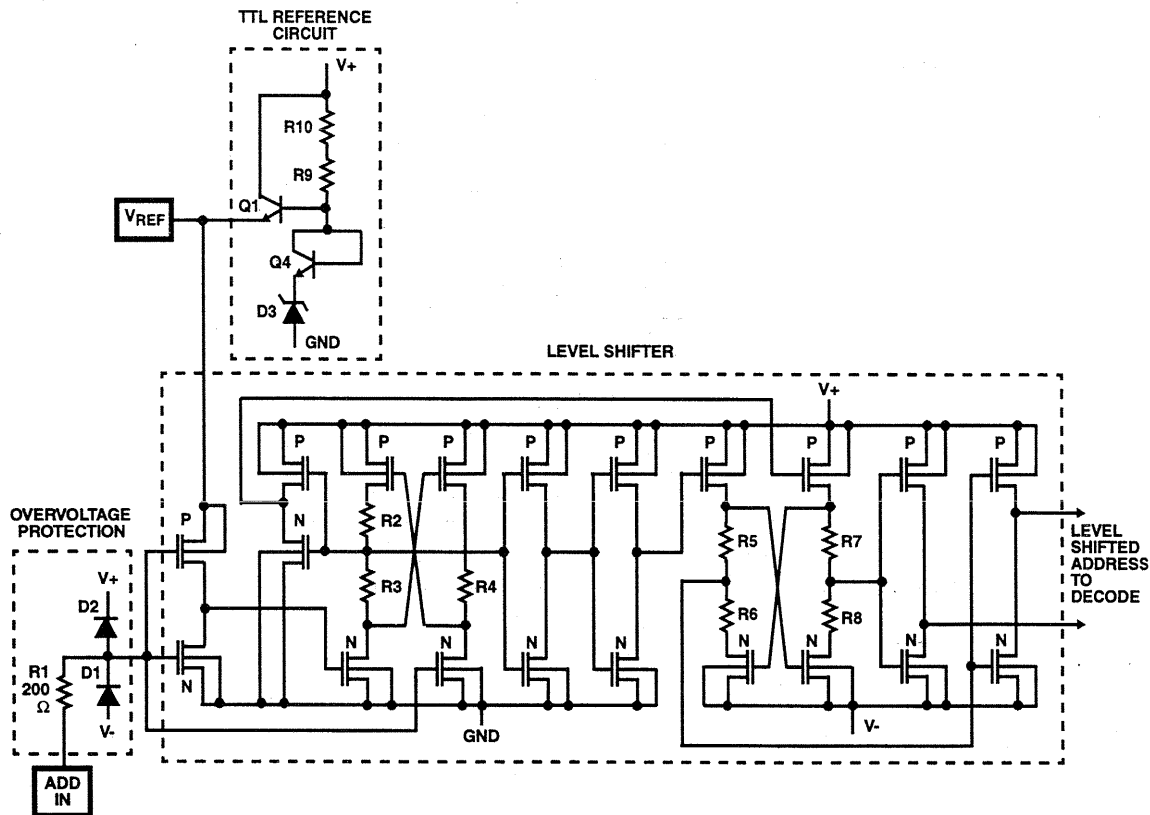 TTL REFERENCE
CIRCUIT
V+
R10
R9
Q1
VREF
Q4
D3
GND
LEVEL SHIFTER
V+
P
P
P
P
P
P
P
P
P
OVERVOLTAGE
PROTECTION
P
N
R2
R5
R7
LEVEL
SHIFTED
ADDRESS
TO
DECODE
V+
D2
R3
R4
R6
R8
R1
200
Ω
D1
N
N
N
N
N
N
N
N
N
V-
GND
V-
ADD
IN